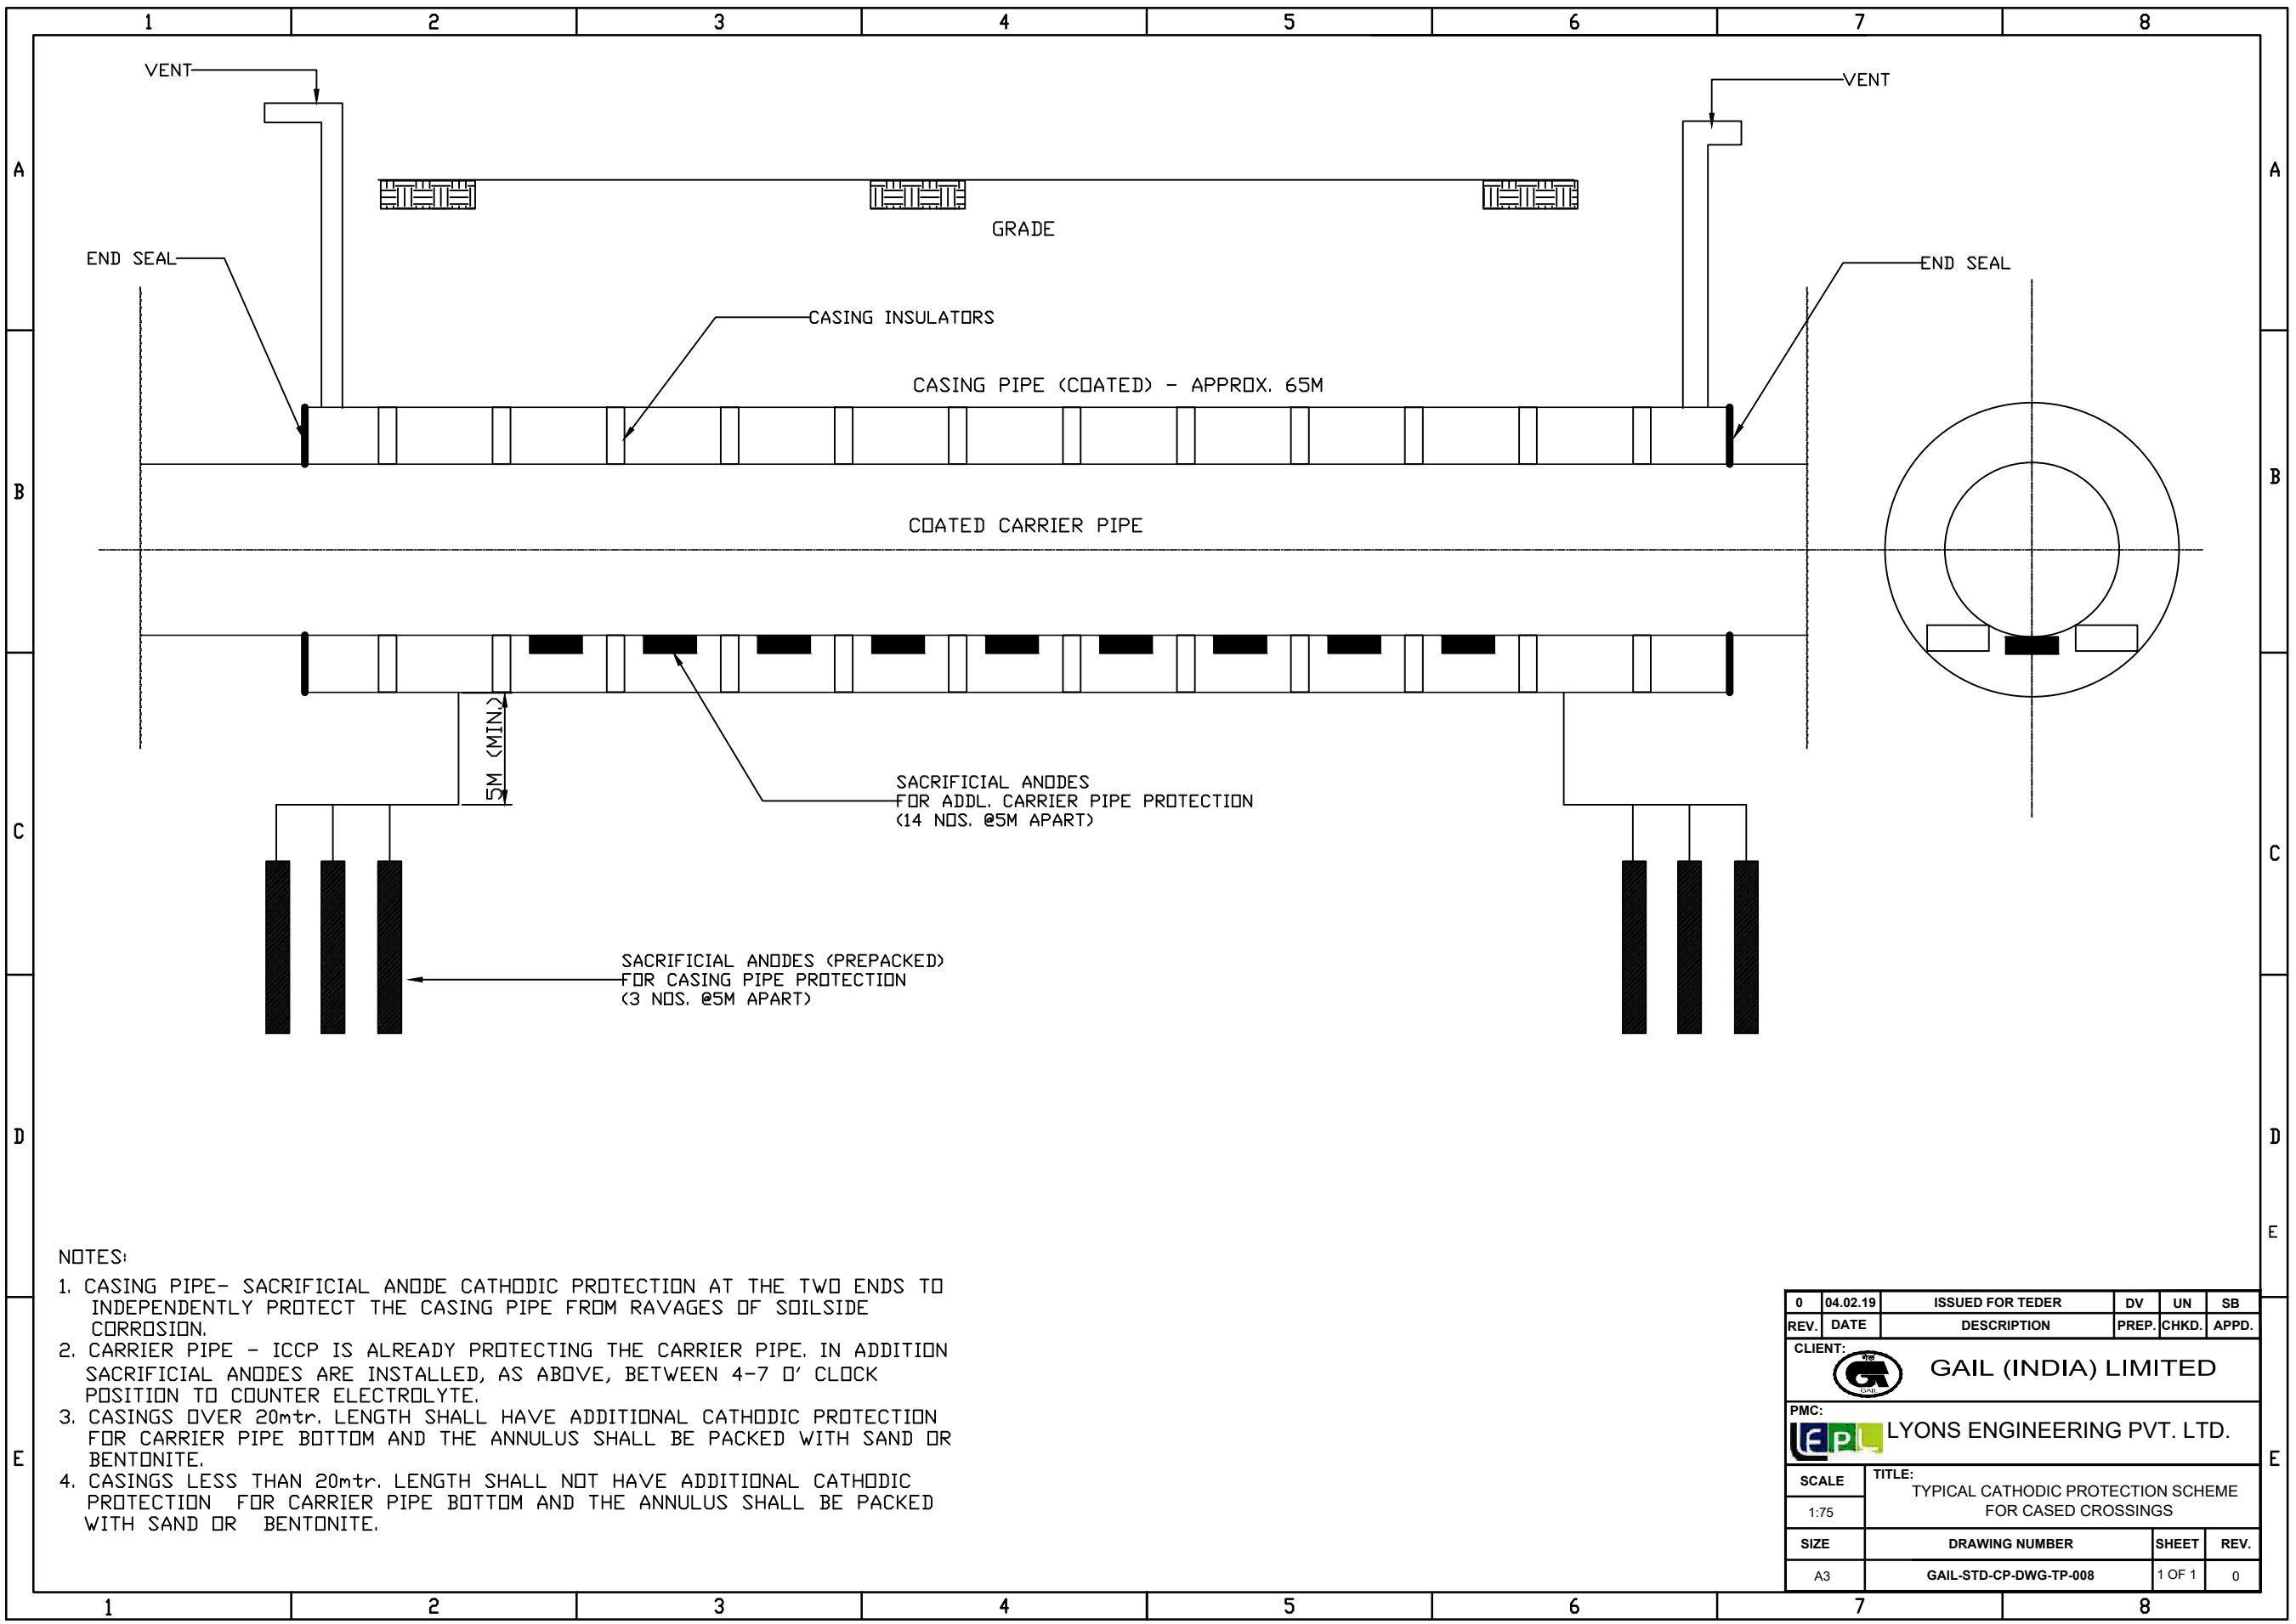 1 2 3 4 5 6 7 8
VENT
VENT
A
A
GRADE
END SEAL
END SEAL
CASING INSULATORS
CASING PIPE (COATED) - APPROX. 65M
B
B
COATED CARRIER PIPE
5M (MIN.)
SACRIFICIAL ANODES
FOR ADDL. CARRIER PIPE PROTECTION
(14 NOS. @5M APART)
C
C
SACRIFICIAL ANODES (PREPACKED)
FOR CASING PIPE PROTECTION
(3 NOS. @5M APART)
D
D
E
NOTES:
1. CASING PIPE- SACRIFICIAL ANODE CATHODIC PROTECTION AT THE TWO ENDS TO
INDEPENDENTLY PROTECT THE CASING PIPE FROM RAVAGES OF SOILSIDE
CORROSION.
2. CARRIER PIPE - ICCP IS ALREADY PROTECTING THE CARRIER PIPE. IN ADDITION
SACRIFICIAL ANODES ARE INSTALLED, AS ABOVE, BETWEEN 4-7 O' CLOCK
POSITION TO COUNTER ELECTROLYTE.
3. CASINGS OVER 20mtr. LENGTH SHALL HAVE ADDITIONAL CATHODIC PROTECTION
FOR CARRIER PIPE BOTTOM AND THE ANNULUS SHALL BE PACKED WITH SAND OR
BENTONITE.
4. CASINGS LESS THAN 20mtr. LENGTH SHALL NOT HAVE ADDITIONAL CATHODIC
PROTECTION FOR CARRIER PIPE BOTTOM AND THE ANNULUS SHALL BE PACKED
WITH SAND OR BENTONITE.
E
E
0 04.02.19 ISSUED FOR TEDER DV UN SB
REV. DATE DESCRIPTION PREP. CHKD. APPD.
CLIENT:
GAIL
GAIL (INDIA) LIMITED
PMC:
LEPL LYONS ENGINEERING PVT. LTD.
SCALE
1:75
TITLE:
TYPICAL CATHODIC PROTECTION SCHEME
FOR CASED CROSSINGS
SIZE DRAWING NUMBER SHEET REV.
A3 GAIL-STD-CP-DWG-TP-008 1 OF 1 0
1 2 3 4 5 6 7 8